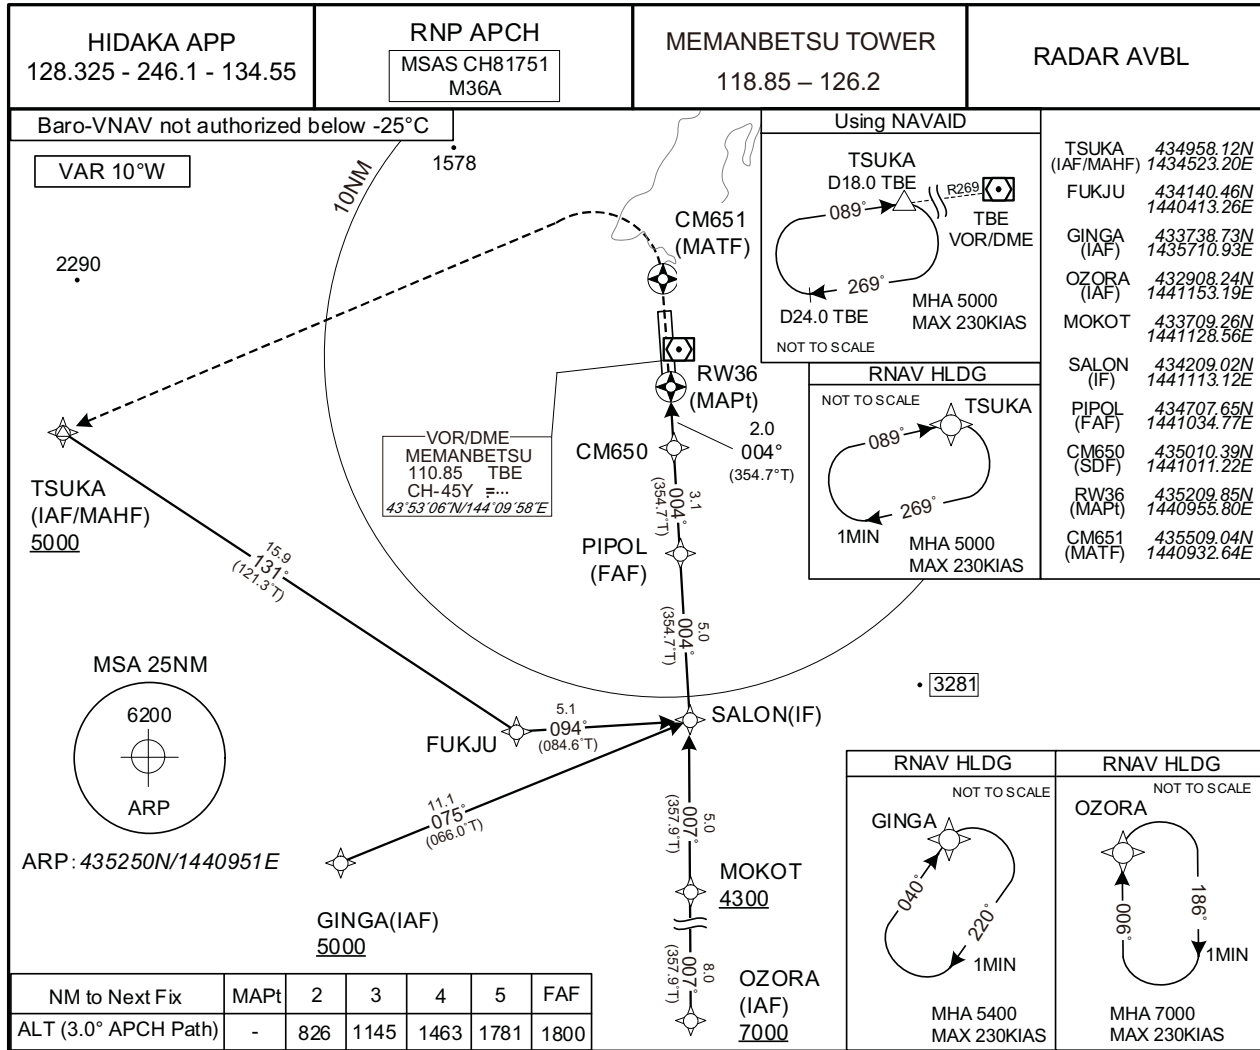 HIDAKA APP
128.325 - 246.1 - 134.55
RNP APCH
MSAS CH81751
M36A
MEMANBETSU TOWER
118.85 – 126.2
RADAR AVBL
Baro-VNAV not authorized below -25°C
VAR 10°W
10NM
1578
2290
CM651
(MATF)
RW36
(MAPt)
2.0
004°
(354.7°T)
CM650
3.1
004°
(354.7°T)
PIPOL
(FAF)
5.0
004°
(354.7°T)
VOR/DME
MEMANBETSU
110.85 TBE
CH-45Y
43°53'06"N/144°09'58"E
TSUKA
(IAF/MAHF)
5000
15.9
131°
(121.3°T)
MSA 25NM
6200
ARP
ARP: 435250N/1440951E
FUKJU
5.1
094°
(084.6°T)
SALON(IF)
3281
11.1
075°
(066.0°T)
GINGA(IAF)
5000
5.0
007°
(357.9°T)
MOKOT
4300
8.0
007°
(357.9°T)
OZORA
(IAF)
7000
Using NAVAID
TSUKA
D18.0 TBE
R269
089°
TBE
VOR/DME
269°
D24.0 TBE
MHA 5000
MAX 230KIAS
NOT TO SCALE
RNAV HLDG
NOT TO SCALE
TSUKA
089°
269°
1MIN
MHA 5000
MAX 230KIAS
TSUKA 434958.12N
(IAF/MAHF) 1434523.20E
FUKJU 434140.46N
1440413.26E
GINGA 433738.73N
(IAF) 1435710.93E
OZORA 432908.24N
(IAF) 1441153.19E
MOKOT 433709.26N
1441128.56E
SALON 434209.02N
(IF) 1441113.12E
PIPOL 434707.65N
(FAF) 1441034.77E
CM650 435010.39N
(SDF) 1441011.22E
RW36 435209.85N
(MAPt) 1440955.80E
CM651 435509.04N
(MATF) 1440932.64E
RNAV HLDG
NOT TO SCALE
GINGA
040°
220°
1MIN
MHA 5400
MAX 230KIAS
RNAV HLDG
NOT TO SCALE
OZORA
006°
186°
1MIN
MHA 7000
MAX 230KIAS
NM to Next Fix MAPt 2 3 4 5 FAF
ALT (3.0° APCH Path) - 826 1145 1463 1781 1800